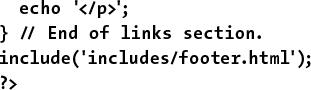 echo '</p>';
} // End of links section.
include('includes/footer.html');
?>